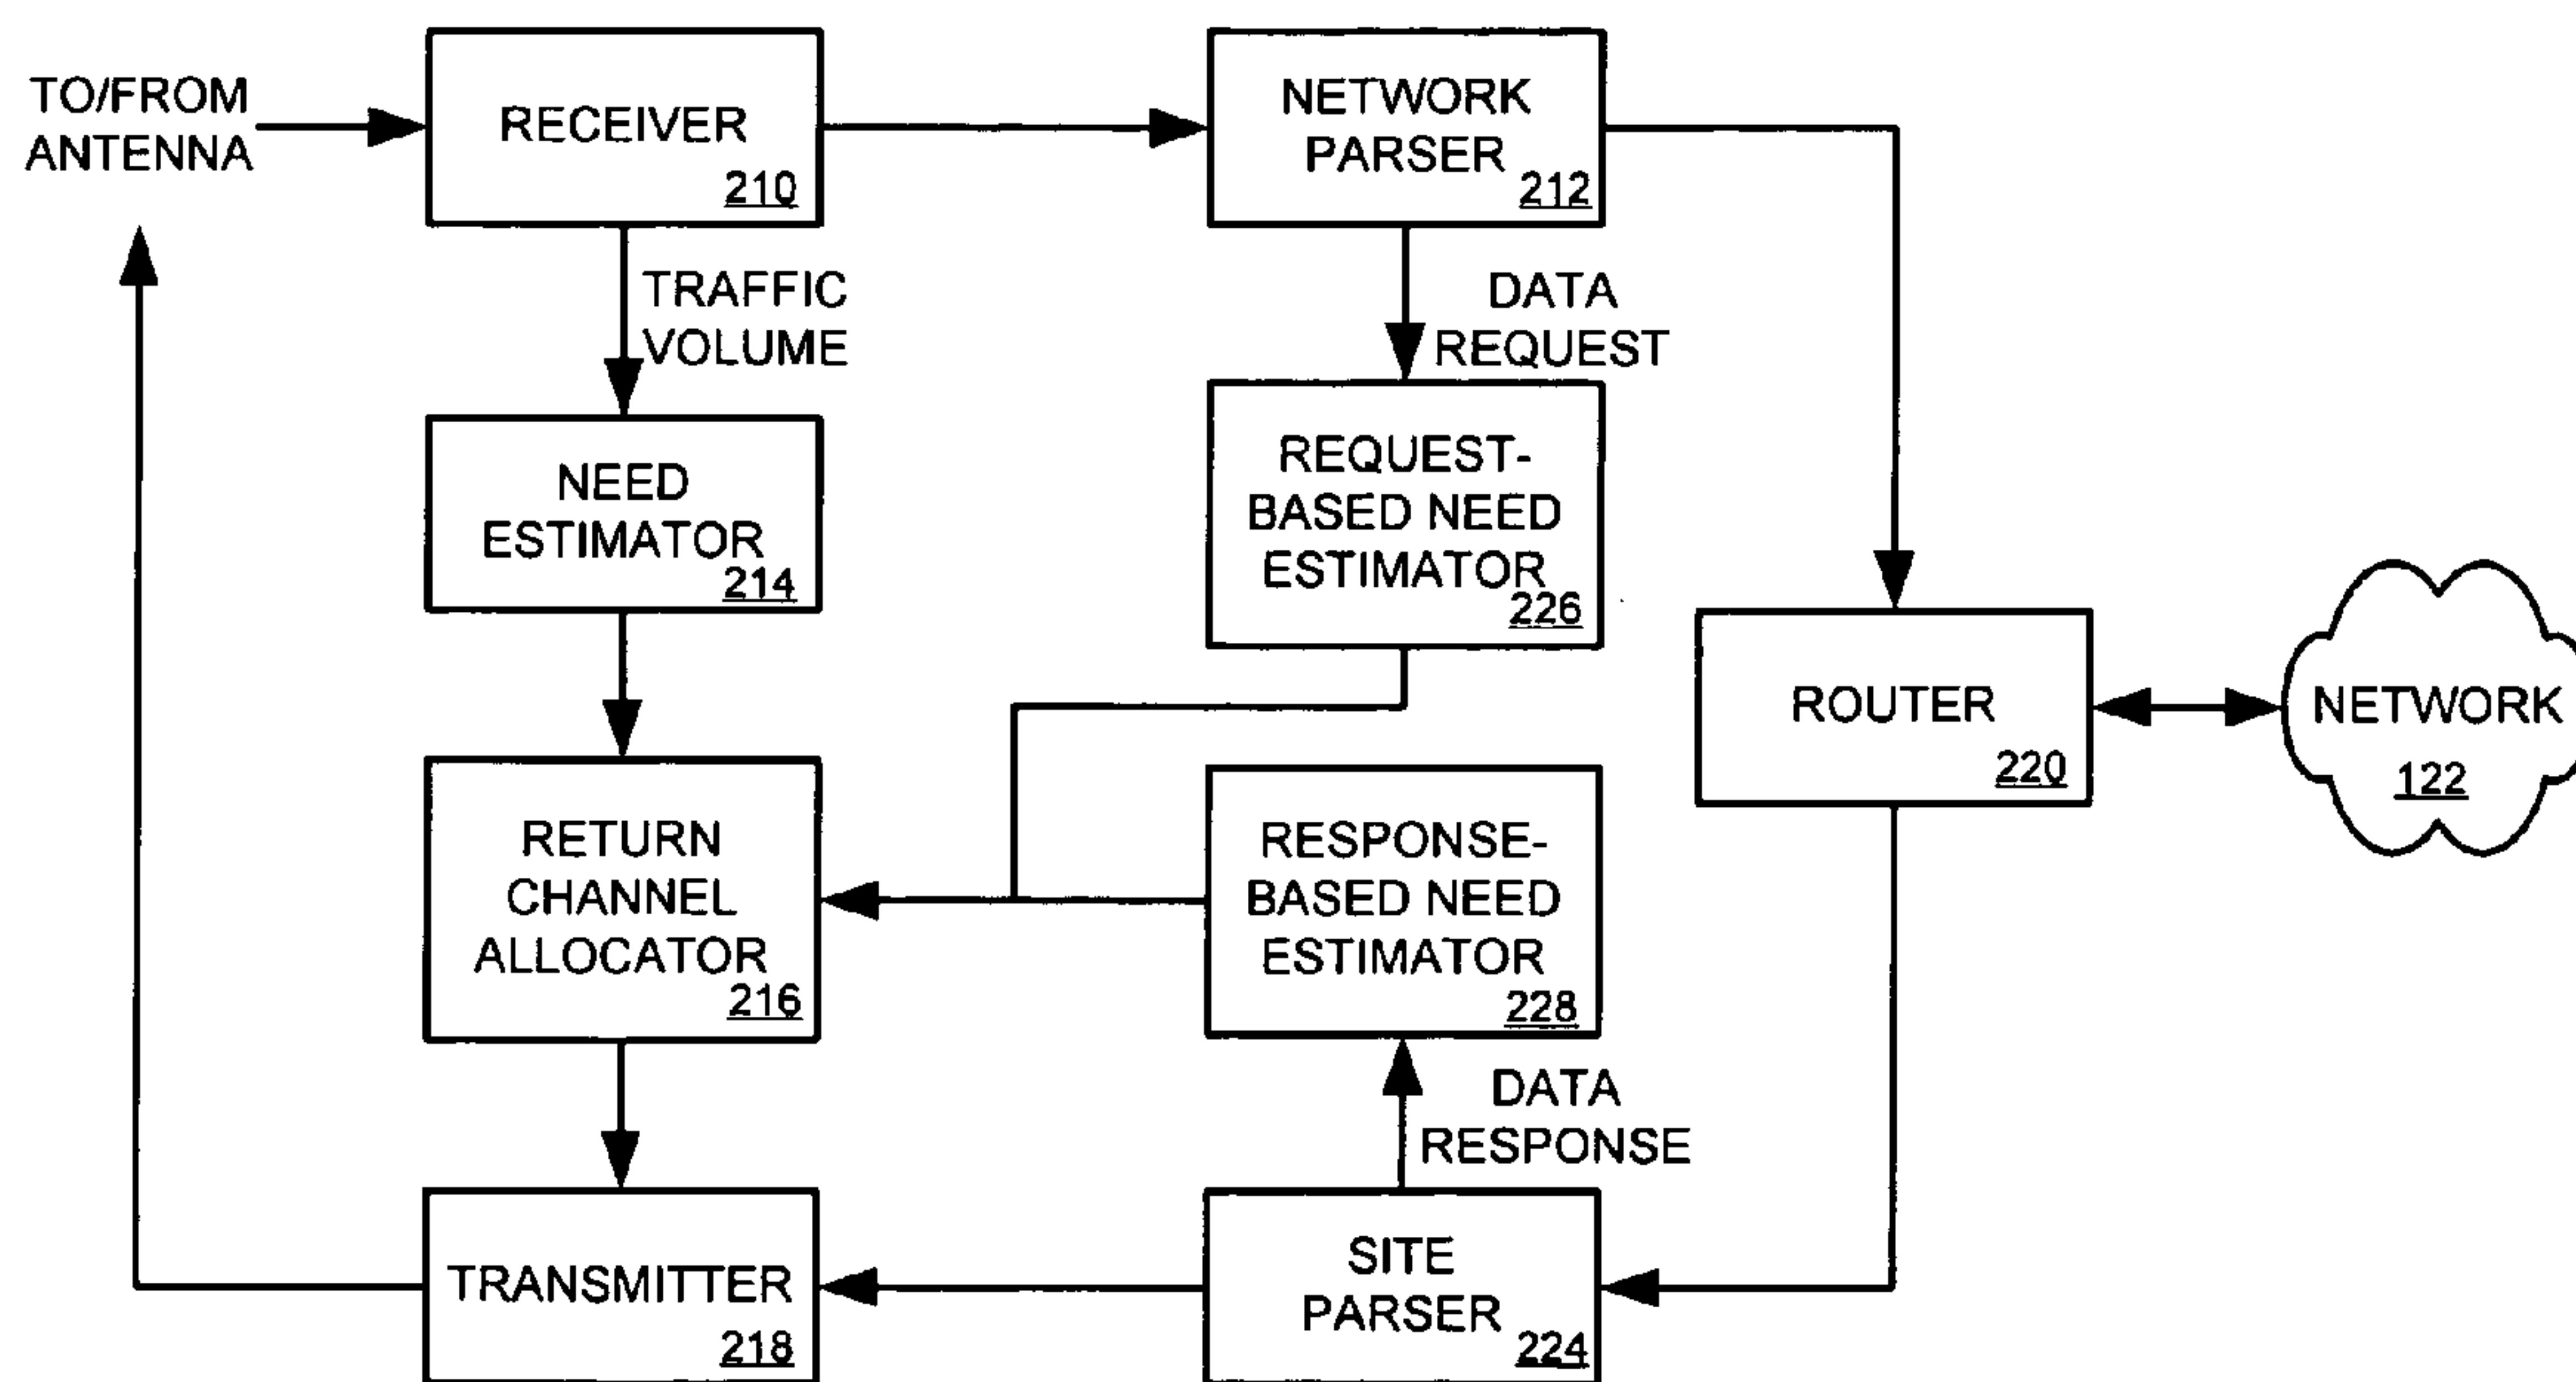 TO/FROM
ANTENNA
RECEIVER
210
NETWORK
PARSER
212
TRAFFIC
VOLUME
DATA
REQUEST
NEED
ESTIMATOR
214
REQUEST-
BASED NEED
ESTIMATOR
226
ROUTER
220
NETWORK
122
RETURN
CHANNEL
ALLOCATOR
216
RESPONSE-
BASED NEED
ESTIMATOR
228
DATA
RESPONSE
TRANSMITTER
218
SITE
PARSER
224